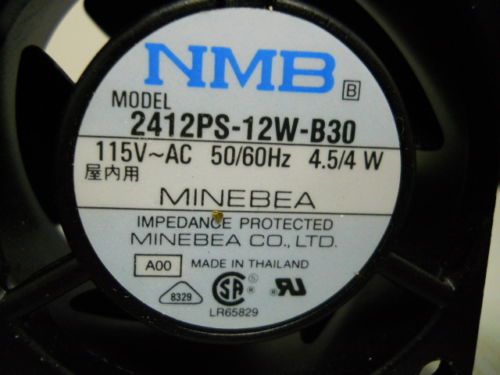 NMB
B
MODEL
2412PS-12W-B30
115V~AC 50/60Hz 4.5/4 W
屋内用
MINEBEA
IMPEDANCE PROTECTED
MINEBEA CO., LTD.
A00 MADE IN THAILAND
8329
LR65829